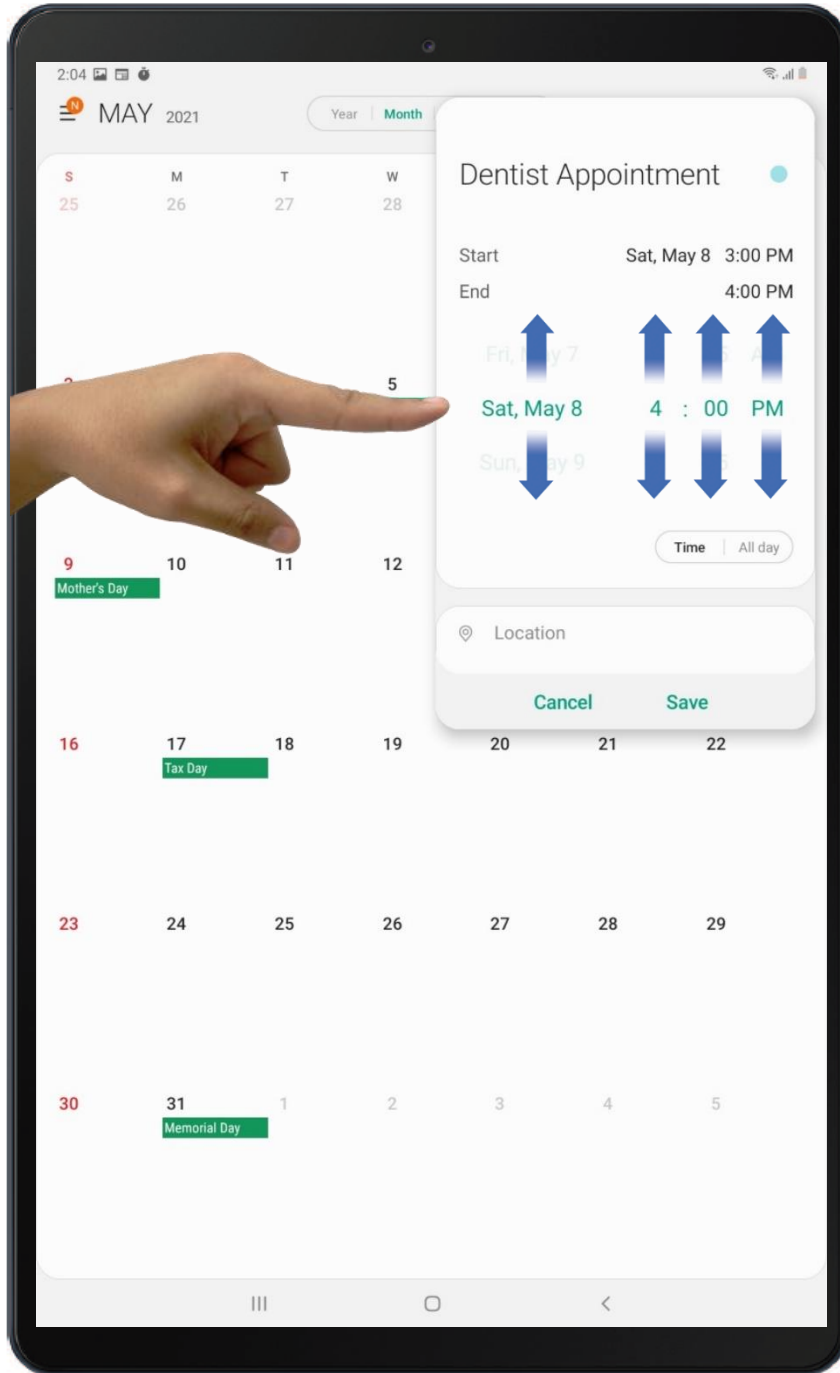 2:04
N
MAY 2021
Year Month
S M T W
25 26 27 28
Dentist Appointment
Start Sat, May 8 3:00 PM
End 4:00 PM
5
Sat, May 8 4 : 00 PM
Time All day
9 10 11 12
Mother's Day
Location
Cancel Save
16 17 18 19 20 21 22
Tax Day
23 24 25 26 27 28 29
30 31 1 2 3 4 5
Memorial Day